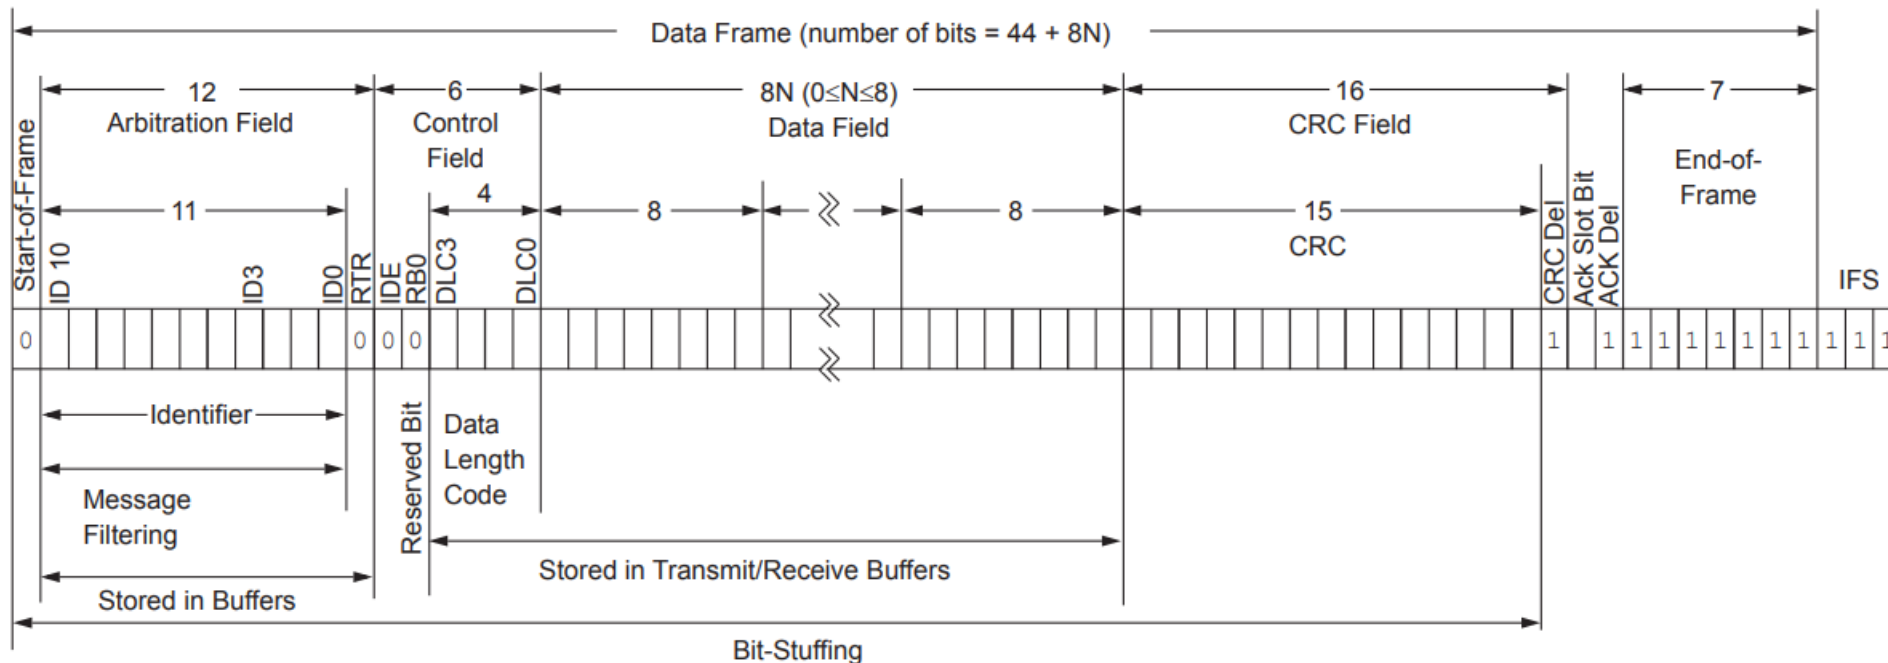 Data Frame (number of bits = 44 + 8N)
12
Arbitration Field
6
Control
Field
8N (0≤N≤8)
Data Field
16
CRC Field
7
End-of-
Frame
Start-of-Frame
11
4
8
8
15
CRC
ID 10
ID3
ID0
RTR
IDE
RB0
DLC3
DLC0
CRC Del
Ack Slot Bit
ACK Del
IFS
0 0 0 0 1 1 1 1 1 1 1 1 1 1 1 1
Identifier
Message
Filtering
Stored in Buffers
Reserved Bit
Data
Length
Code
Stored in Transmit/Receive Buffers
Bit-Stuffing